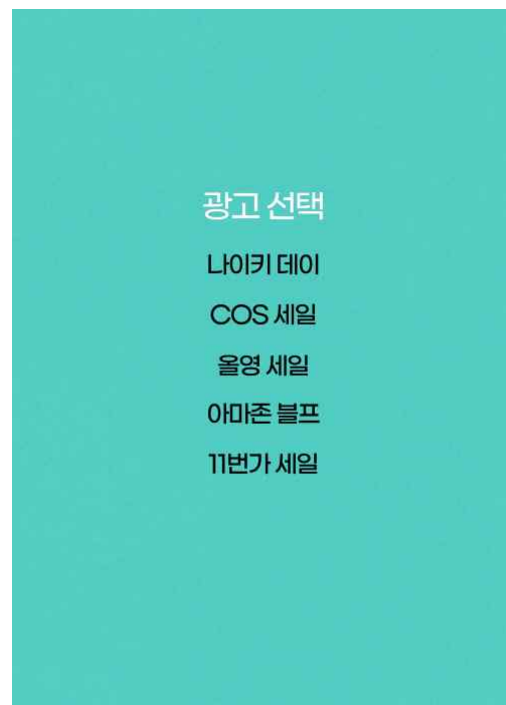 광고 선택
나이키 데이
COS 세일
올영 세일
아마존 블프
11번가 세일